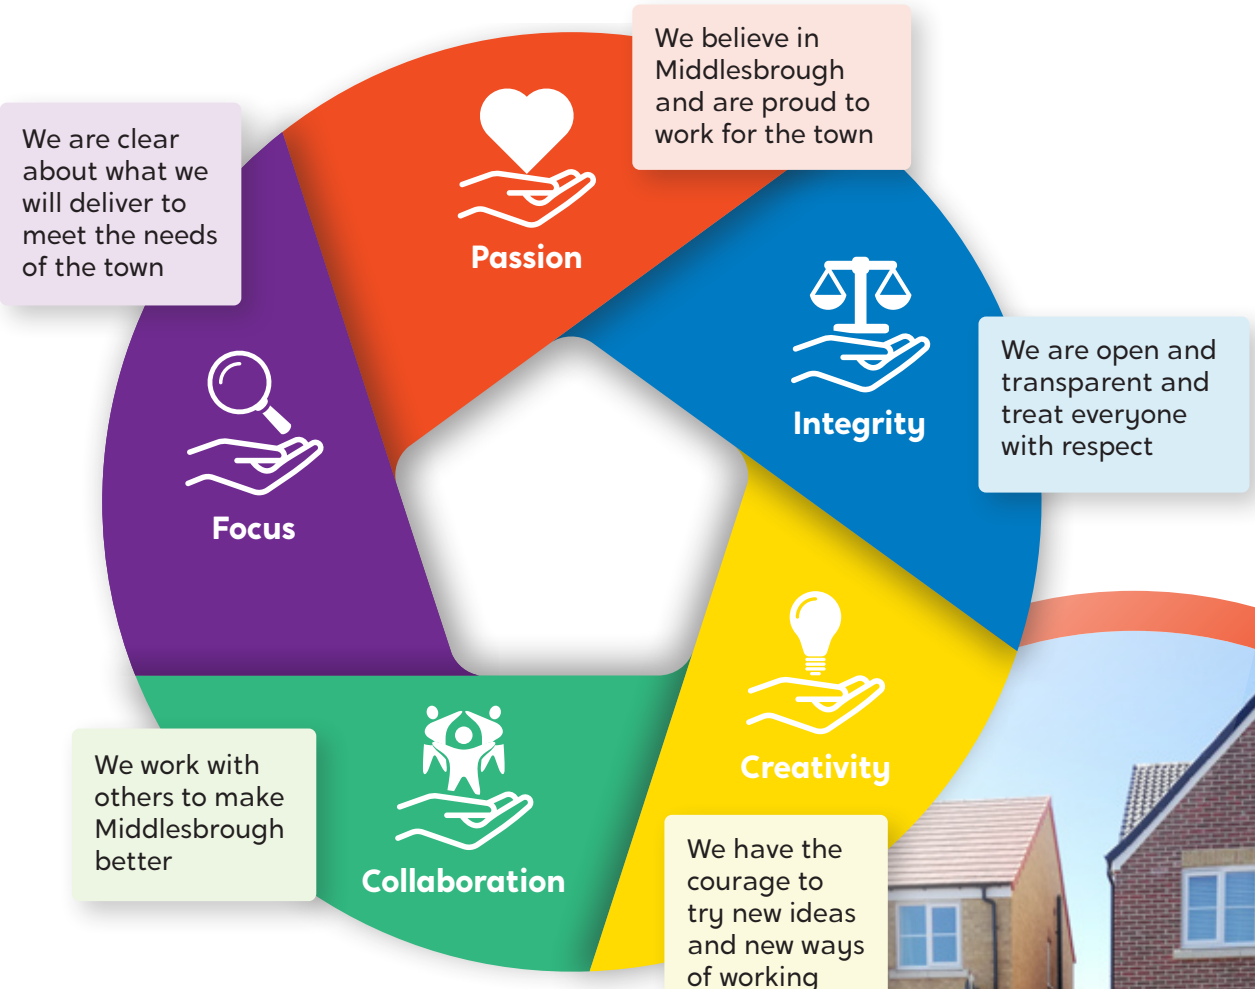 We believe in
Middlesbrough
and are proud to
work for the town
Passion
We are clear
about what we
will deliver to
meet the needs
of the town
Focus
Integrity
We are open and
transparent and
treat everyone
with respect
Creativity
We have the
courage to
try new ideas
and new ways
of working
Collaboration
We work with
others to make
Middlesbrough
better